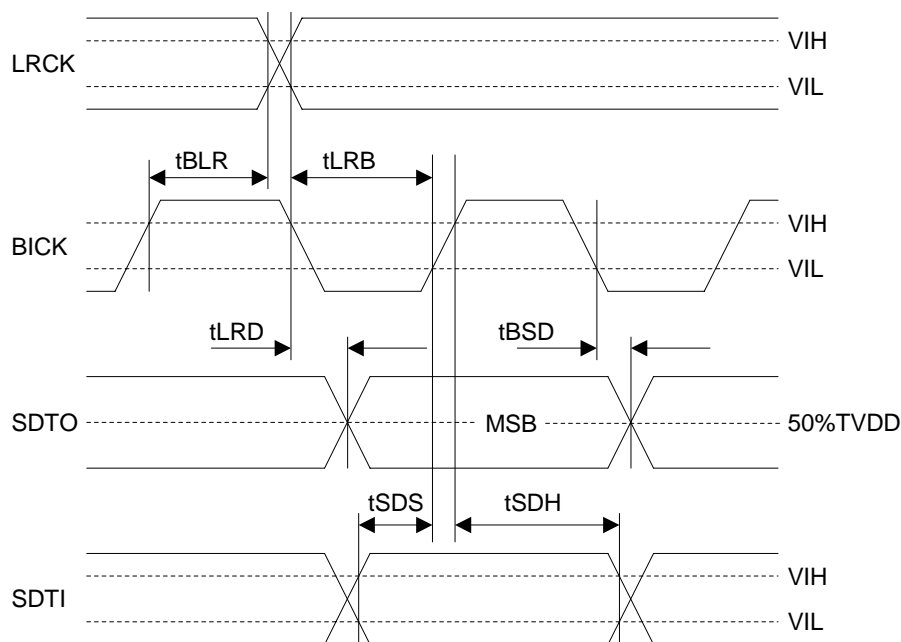 VIH
LRCK
VIL
tBLR
tLRB
VIH
BICK
VIL
tLRD
tBSD
SDTO
MSB
50%TVDD
tSDS
tSDH
VIH
SDTI
VIL